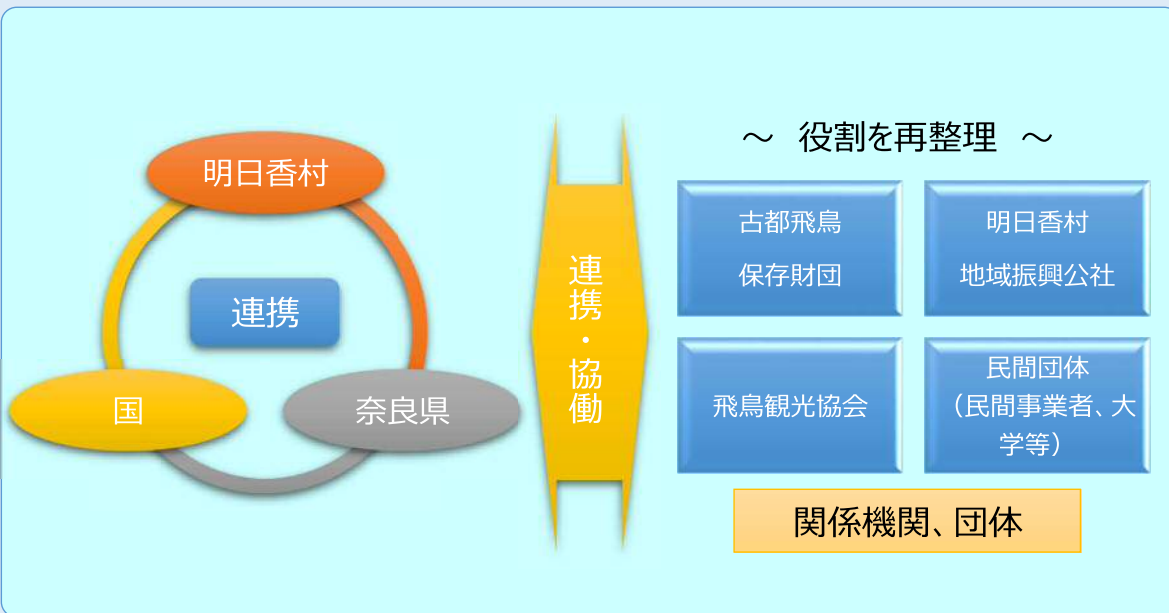 明日香村
連携
国
奈良県
連携・協働
～ 役割を再整理 ～
古都飛鳥
保存財団
明日香村
地域振興公社
飛鳥観光協会
民間団体
（民間事業者、大
学等）
関係機関、団体